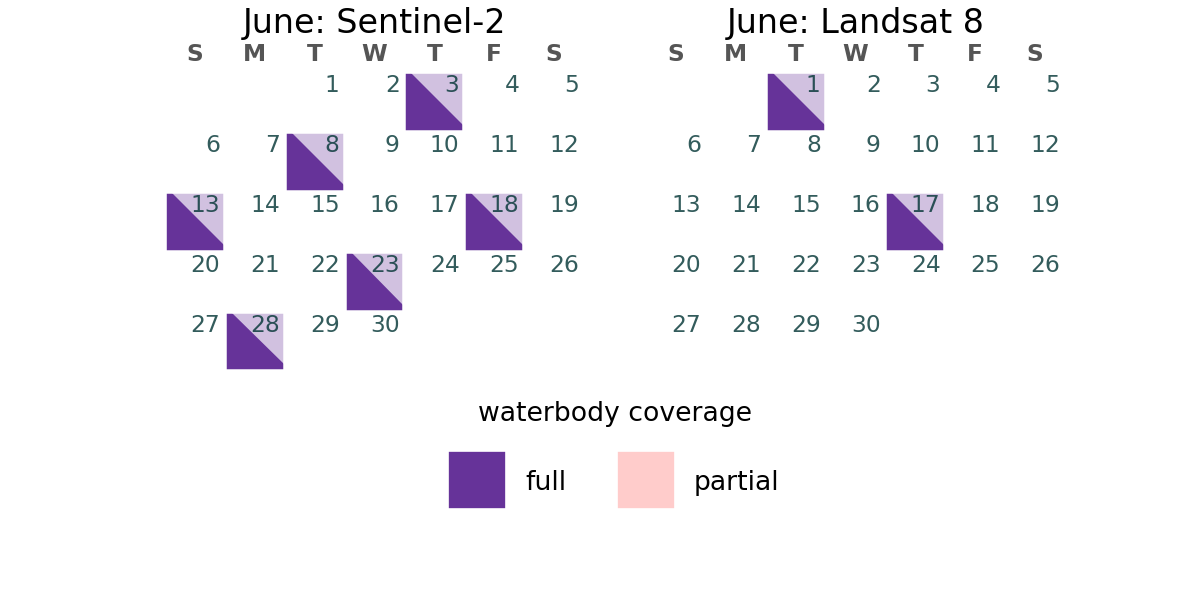 June: Sentinel-2
S M T W T F S
1 2 3 4 5
6 7 8 9 10 11 12
13 14 15 16 17 18 19
20 21 22 23 24 25 26
27 28 29 30
June: Landsat 8
S M T W T F S
1 2 3 4 5
6 7 8 9 10 11 12
13 14 15 16 17 18 19
20 21 22 23 24 25 26
27 28 29 30
waterbody coverage
full partial